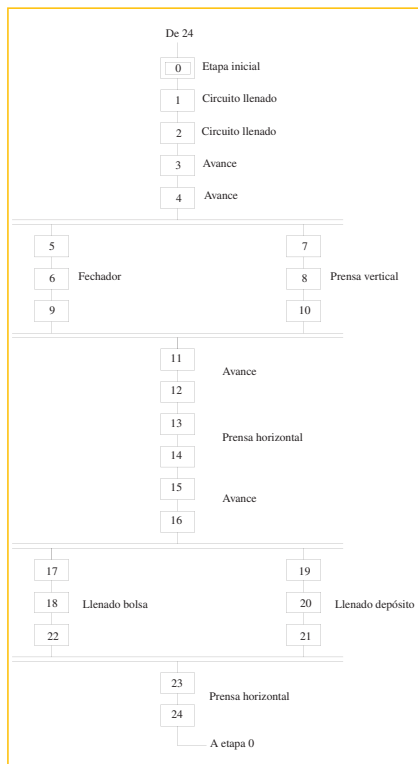 De 24
0 Etapa inicial
1 Circuito llenado
2 Circuito llenado
3 Avance
4 Avance
5 7
6 Fechador 8 Prensa vertical
9 10
11
Avance
12
13
Prensa horizontal
14
15
Avance
16
17 19
18 Llenado bolsa 20 Llenado depósito
22 21
23
Prensa horizontal
24
A etapa 0